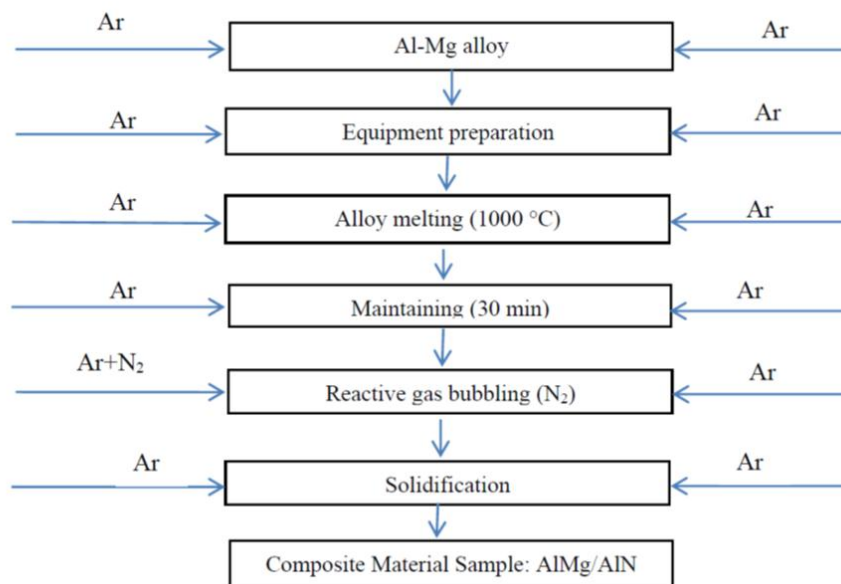 Ar
Al-Mg alloy
Ar
Ar
Equipment preparation
Ar
Ar
Alloy melting (1000 °C)
Ar
Ar
Maintaining (30 min)
Ar
Ar+N₂
Reactive gas bubbling (N₂)
Ar
Ar
Solidification
Ar
Composite Material Sample: AlMg/AlN